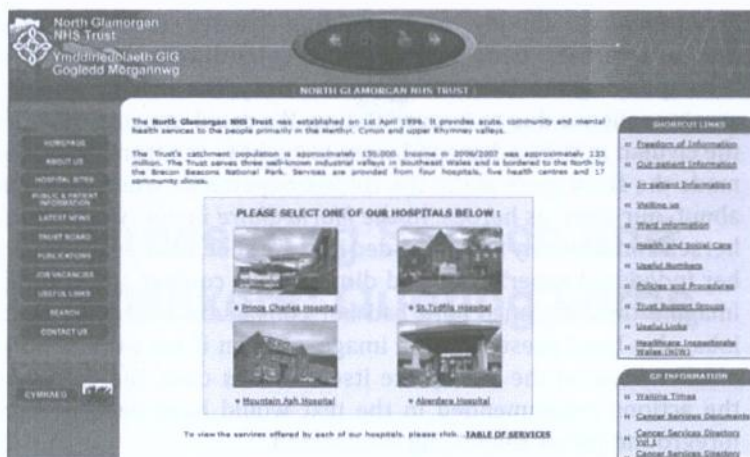 North Glamorgan
NHS Trust
Ymddiriedolaeth GIG
Gogledd Morgannwg
NORTH GLAMORGAN NHS TRUST
HOMEPAGE
ABOUT US
HOSPITAL SITES
PUBLIC & PATIENT
INFORMATION
LATEST NEWS
TRUST BOARD
PUBLICATIONS
JOB VACANCIES
USEFUL LINKS
SEARCH
CONTACT US
CYMRAEG
The North Glamorgan NHS Trust was established on 1st April 1996. It provides acute, community and mental
health services to the people primarily in the Merthyr, Cynon and upper Rhymney valleys.
The Trust's catchment population is approximately 150,000. Income in 2006/2007 was approximately 133
million. The Trust serves three well-known industrial valleys in Southeast Wales and is bordered to the North by
the Brecon Beacons National Park. Services are provided from four hospitals, five health centres and 17
community clinics.
PLEASE SELECT ONE OF OUR HOSPITALS BELOW :
Prince Charles Hospital
St.Tydfils Hospital
Mountain Ash Hospital
Aberdare Hospital
To view the services offered by each of our hospitals, please click.. TABLE OF SERVICES
SHORTCUT LINKS
Freedom of Information
Out-patient Information
In-patient Information
Visiting us
Ward information
Health and Social Care
Useful Numbers
Policies and Procedures
Trust Support Groups
Useful Links
Healthcare Inspectorate
Wales (HIW)
GP INFORMATION
Waiting Times
Cancer Services Documents
Cancer Services Directory
Vol 1
Cancer Services Directory